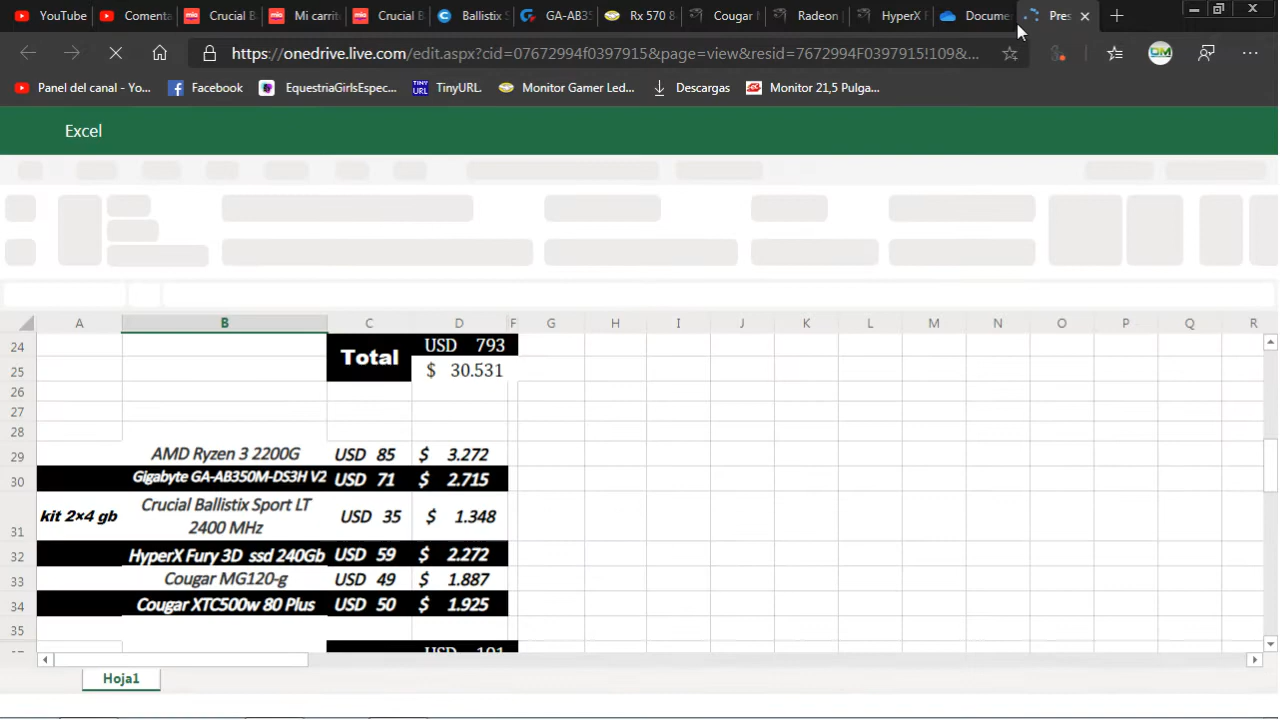 YouTube Comenta Crucial B Mi carrit Crucial B Ballistix S GA-AB3 Rx 570 8 Cougar M Radeon HyperX F Docume Pres
https://onedrive.live.com/edit.aspx?cid=07672994f0397915&page=view&resid=7672994F0397915!109&...
Panel del canal - Yo... Facebook EquestriaGirlsEspec... TinyURL Monitor Gamer Led... Descargas Monitor 21,5 Pulga...
Excel
A B C D F G H I J K L M N O P Q R
24 Total USD 793
25 $ 30.531
26
27
28
29 AMD Ryzen 3 2200G USD 85 $ 3.272
30 Gigabyte GA-AB350M-DS3H V2 USD 71 $ 2.715
31 kit 2×4 gb Crucial Ballistix Sport LT
2400 MHz USD 35 $ 1.348
32 HyperX Fury 3D ssd 240Gb USD 59 $ 2.272
33 Cougar MG120-g USD 49 $ 1.887
34 Cougar XTC500w 80 Plus USD 50 $ 1.925
35
USD
Hoja1